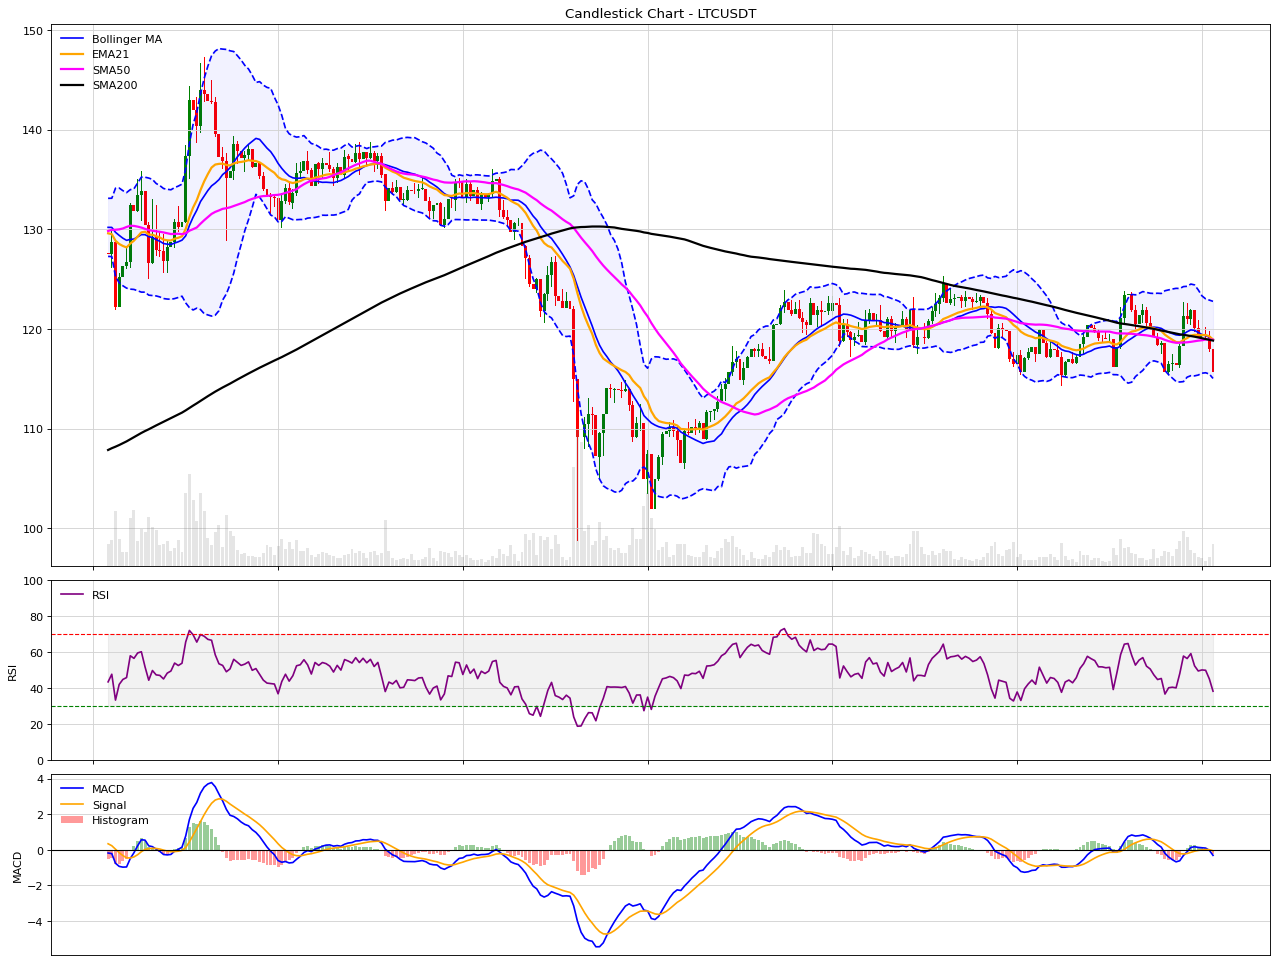 Candlestick Chart - LTCUSDT
150
140
130
120
110
100
Bollinger MA
EMA21
SMA50
SMA200
100
80
60
40
20
0
RSI
RSI
4
2
0
−2
−4
MACD
MACD
Signal
Histogram